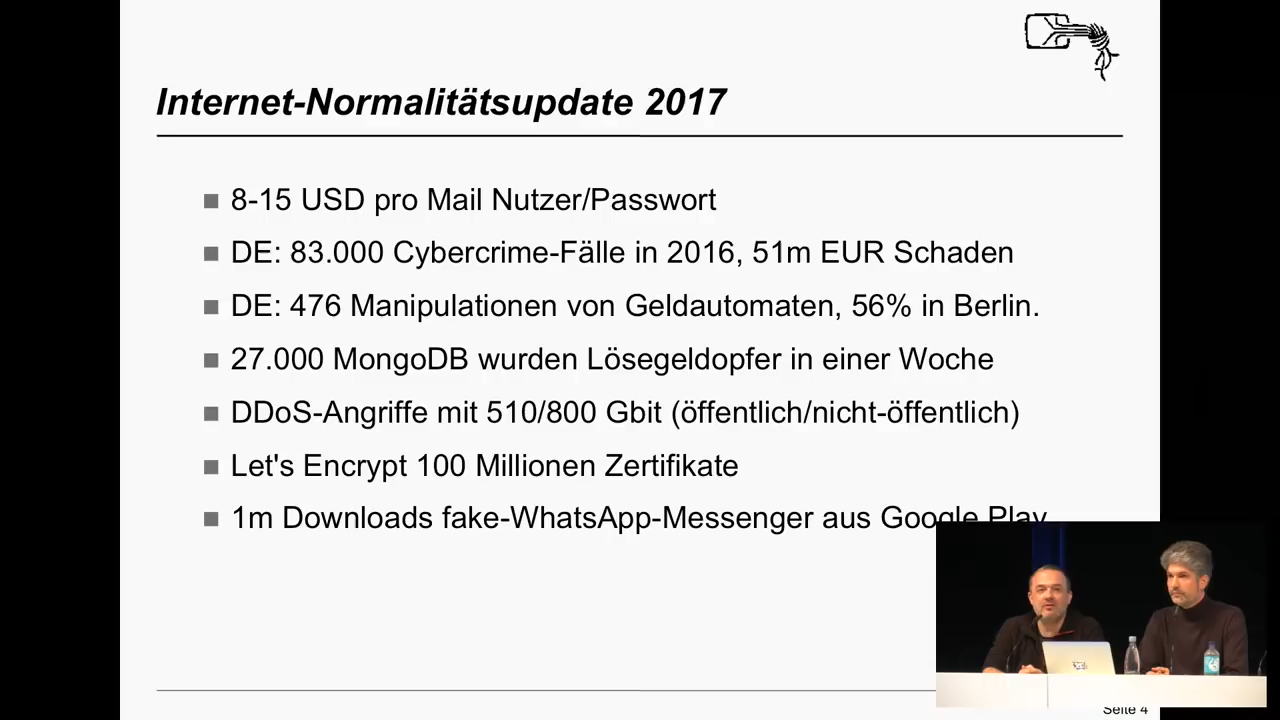 Internet-Normalitätsupdate 2017
8-15 USD pro Mail Nutzer/Passwort
DE: 83.000 Cybercrime-Fälle in 2016, 51m EUR Schaden
DE: 476 Manipulationen von Geldautomaten, 56% in Berlin.
27.000 MongoDB wurden Lösegeldopfer in einer Woche
DDoS-Angriffe mit 510/800 Gbit (öffentlich/nicht-öffentlich)
Let's Encrypt 100 Millionen Zertifikate
1m Downloads fake-WhatsApp-Messenger aus Google Play
Seite 4